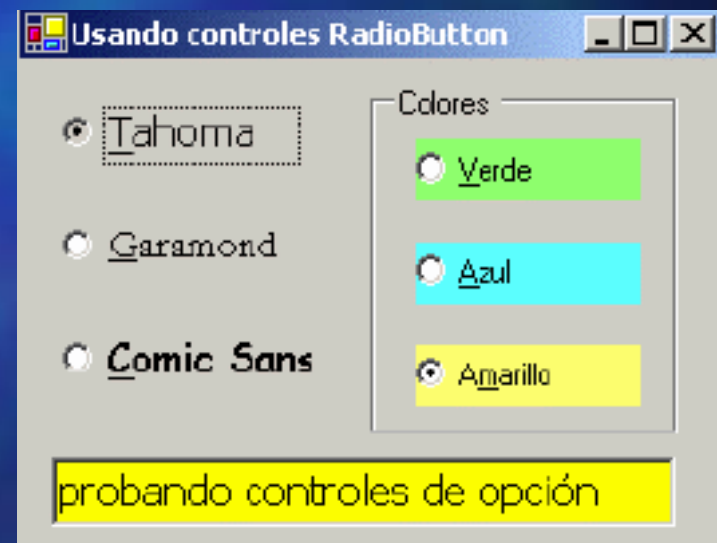 Usando controles RadioButton
Tahoma
Garamond
Comic Sans
Colores
Verde
Azul
Amarillo
probando controles de opción